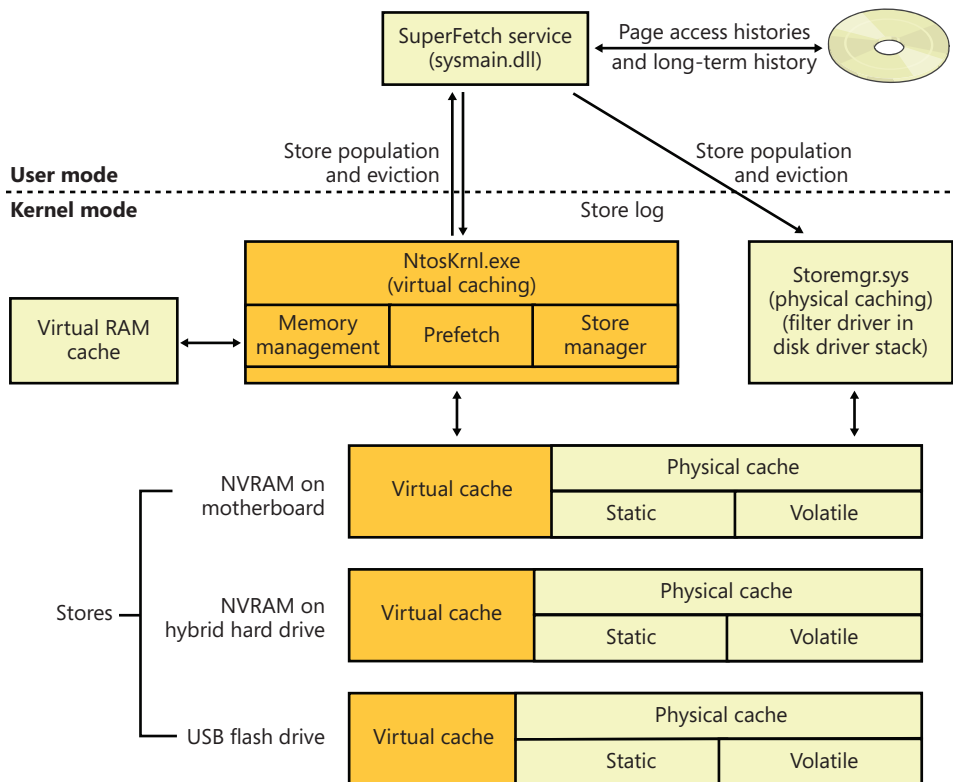 SuperFetch service
(sysmain.dll)
Page access histories
and long-term history
Store population
and eviction
Store population
and eviction
User mode
Kernel mode
Store log
NtosKrnl.exe
(virtual caching)
Memory
management
Prefetch
Store
manager
Virtual RAM
cache
Storemgr.sys
(physical caching)
(filter driver in
disk driver stack)
Stores
NVRAM on
motherboard
Virtual cache
Physical cache
Static
Volatile
NVRAM on
hybrid hard drive
Virtual cache
Physical cache
Static
Volatile
USB flash drive
Virtual cache
Physical cache
Static
Volatile